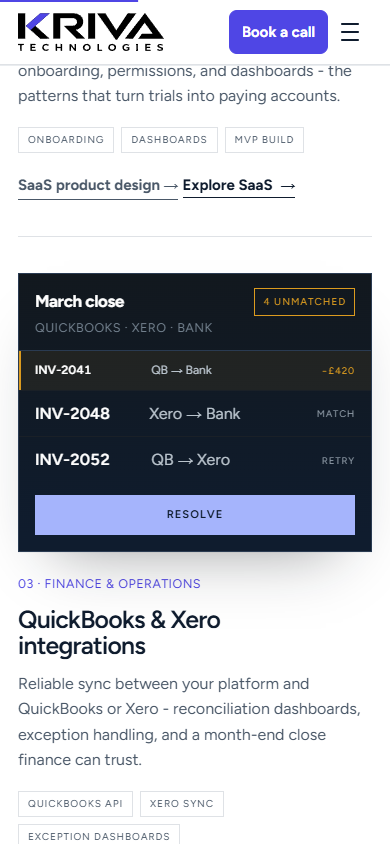 KRIVA
TECHNOLOGIES
Book a call
onboarding, permissions, and dashboards - the
patterns that turn trials into paying accounts.
ONBOARDING DASHBOARDS MVP BUILD
SaaS product design → Explore SaaS →
March close 4 UNMATCHED
QUICKBOOKS · XERO · BANK
INV-2041 QB → Bank −£420
INV-2048 Xero → Bank MATCH
INV-2052 QB → Xero RETRY
RESOLVE
03 · FINANCE & OPERATIONS
QuickBooks & Xero
integrations
Reliable sync between your platform and
QuickBooks or Xero - reconciliation dashboards,
exception handling, and a month-end close
finance can trust.
QUICKBOOKS API XERO SYNC
EXCEPTION DASHBOARDS